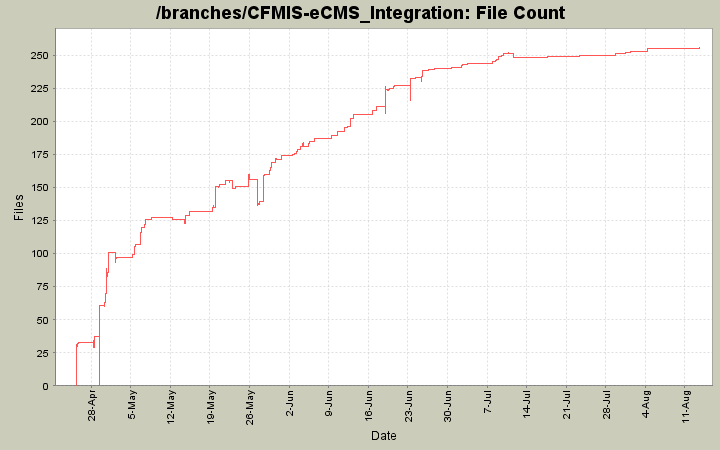 /branches/CFMIS-eCMS_Integration: File Count
Files
250
225
200
175
150
125
100
75
50
25
0
28-Apr
5-May
12-May
19-May
26-May
2-Jun
9-Jun
16-Jun
23-Jun
30-Jun
7-Jul
14-Jul
21-Jul
28-Jul
4-Aug
11-Aug
Date